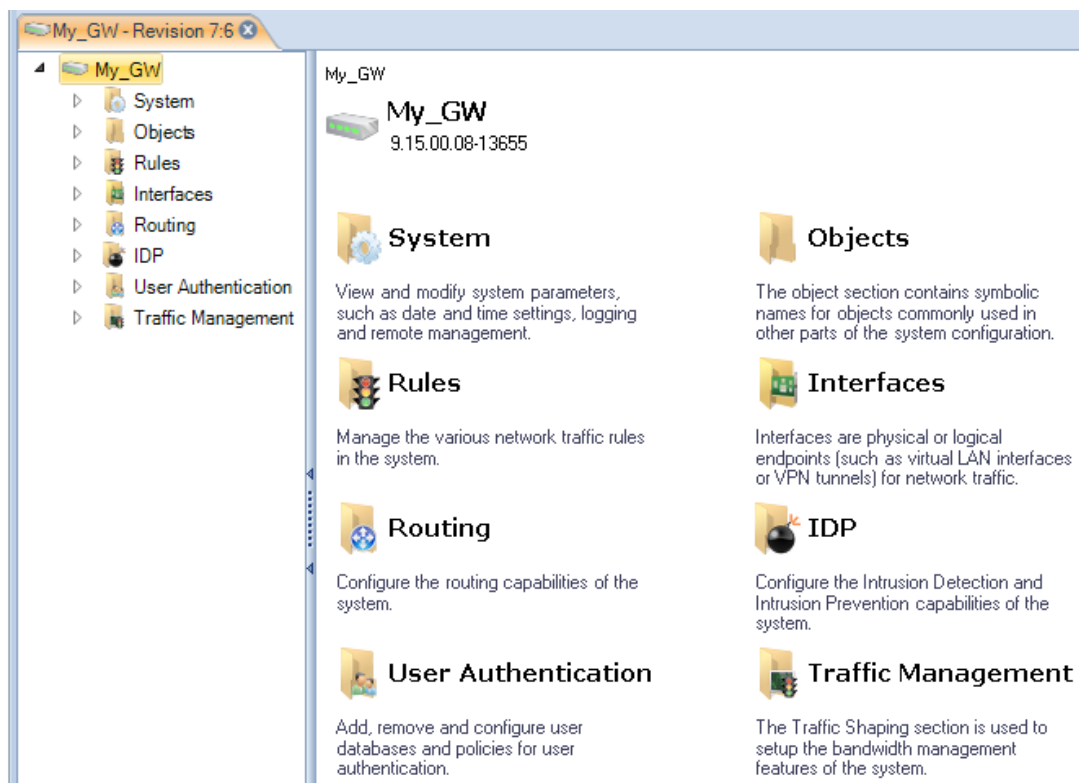 My_GW - Revision 7:6
My_GW
System
Objects
Rules
Interfaces
Routing
IDP
User Authentication
Traffic Management
My_GW
My_GW
9.15.00.08-13655
System
View and modify system parameters,
such as date and time settings, logging
and remote management.
Objects
The object section contains symbolic
names for objects commonly used in
other parts of the system configuration.
Rules
Manage the various network traffic rules
in the system.
Interfaces
Interfaces are physical or logical
endpoints (such as virtual LAN interfaces
or VPN tunnels) for network traffic.
Routing
Configure the routing capabilities of the
system.
IDP
Configure the Intrusion Detection and
Intrusion Prevention capabilities of the
system.
User Authentication
Add, remove and configure user
databases and policies for user
authentication.
Traffic Management
The Traffic Shaping section is used to
setup the bandwidth management
features of the system.